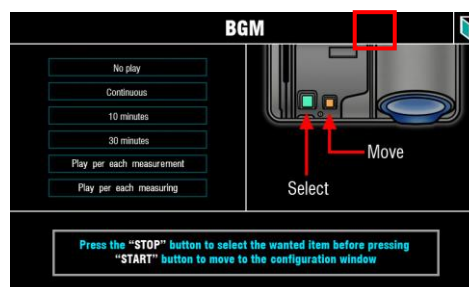 BGM
No play
Continuous
10 minutes
30 minutes
Play per each measurement
Play per each measuring
Move
Select
Press the “STOP” button to select the wanted item before pressing
“START” button to move to the configuration window